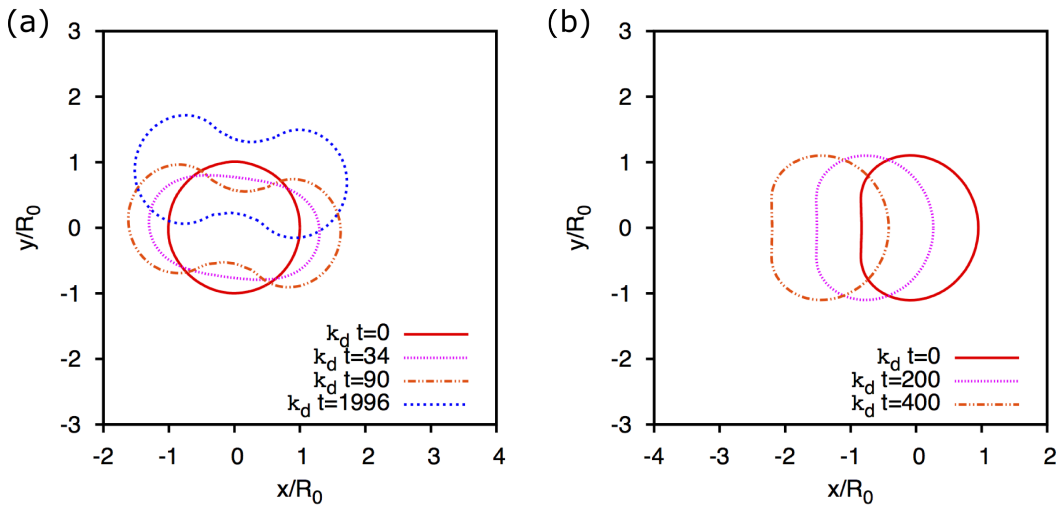 (a)
3
2
1
0
-1
-2
-3
y/R0
-2 -1 0 1 2 3 4
x/R0
kd t=0
kd t=34
kd t=90
kd t=1996
(b)
3
2
1
0
-1
-2
-3
y/R0
-4 -3 -2 -1 0 1 2
x/R0
kd t=0
kd t=200
kd t=400